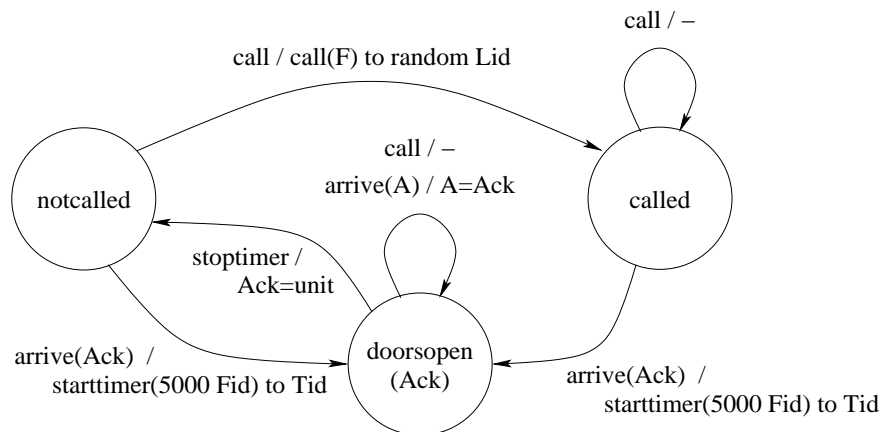 call / –
call / call(F) to random Lid
call / –
arrive(A) / A=Ack
notcalled
called
stoptimer /
Ack=unit
doorsopen
(Ack)
arrive(Ack) /
starttimer(5000 Fid) to Tid
arrive(Ack) /
starttimer(5000 Fid) to Tid